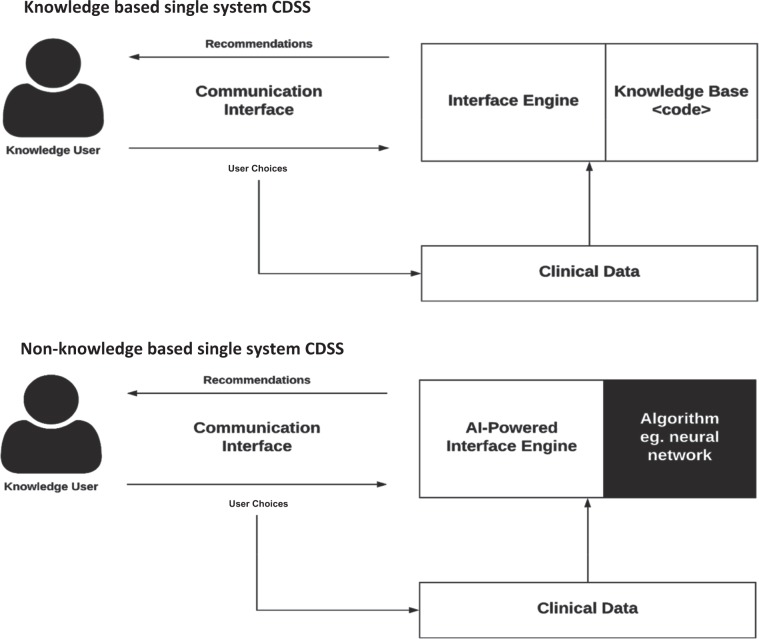 Knowledge based single system CDSS
Recommendations
Communication
Interface
Knowledge User
User Choices
Interface Engine
Knowledge Base
<code>
Clinical Data
Non-knowledge based single system CDSS
Recommendations
Communication
Interface
Knowledge User
User Choices
AI-Powered
Interface Engine
Algorithm
eg. neural
network
Clinical Data